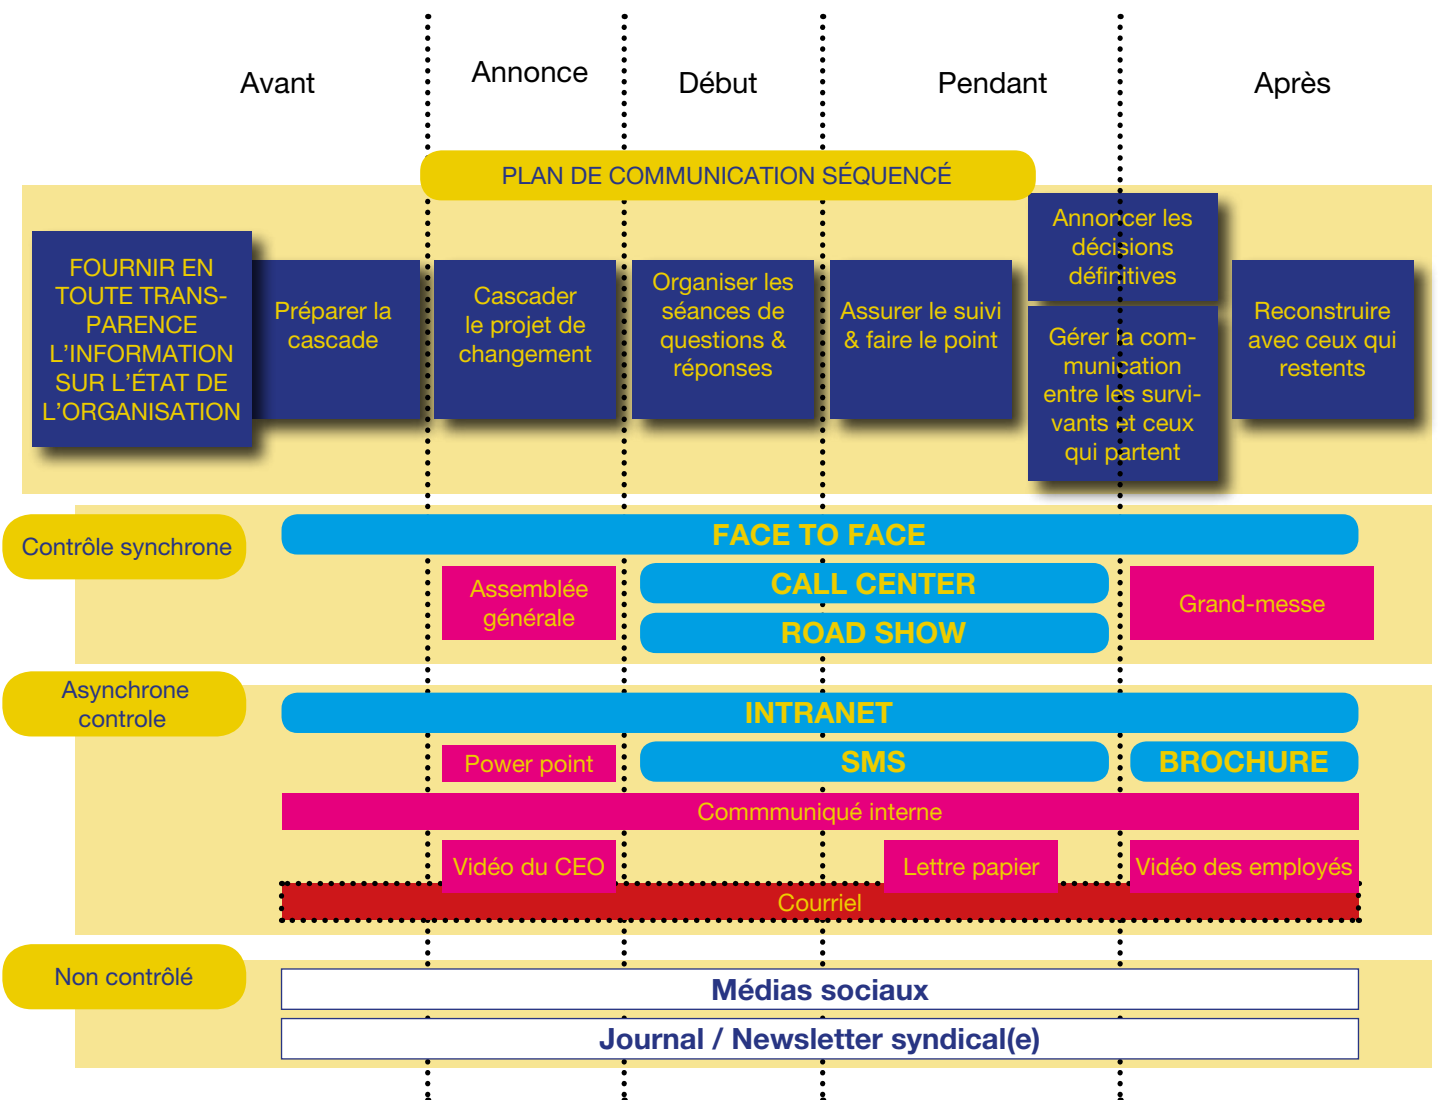 Avant
Annonce
Début
Pendant
Après
PLAN DE COMMUNICATION SÉQUENCÉ
FOURNIR EN
TOUTE TRANS-
PARENCE
L'INFORMATION
SUR L'ÉTAT DE
L'ORGANISATION
Préparer la
cascade
Cascader
le projet de
changement
Organiser les
séances de
questions &
réponses
Assurer le suivi
& faire le point
Annoncer les
décisions
définitives
Gérer la com-
munication
entre les survi-
vants et ceux
qui partent
Reconstruire
avec ceux qui
restents
Contrôle synchrone
FACE TO FACE
Assemblée
générale
CALL CENTER
ROAD SHOW
Grand-messe
Asynchrone
controle
INTRANET
Power point
SMS
BROCHURE
Commmuniqué interne
Vidéo du CEO
Lettre papier
Vidéo des employés
Courriel
Non contrôlé
Médias sociaux
Journal / Newsletter syndical(e)